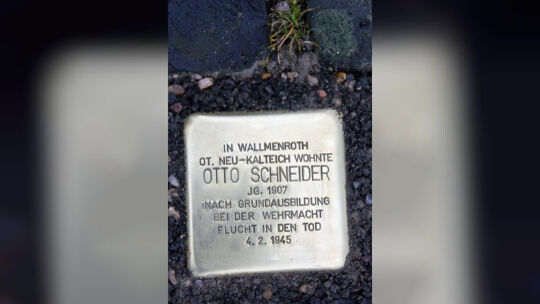 IN WALLMENROTH
OT. NEU-KALTEICH WOHNTE
OTTO SCHNEIDER
JG. 1907
NACH GRUNDAUSBILDUNG
BEI DER WEHRMACHT
FLUCHT IN DEN TOD
4. 2. 1945